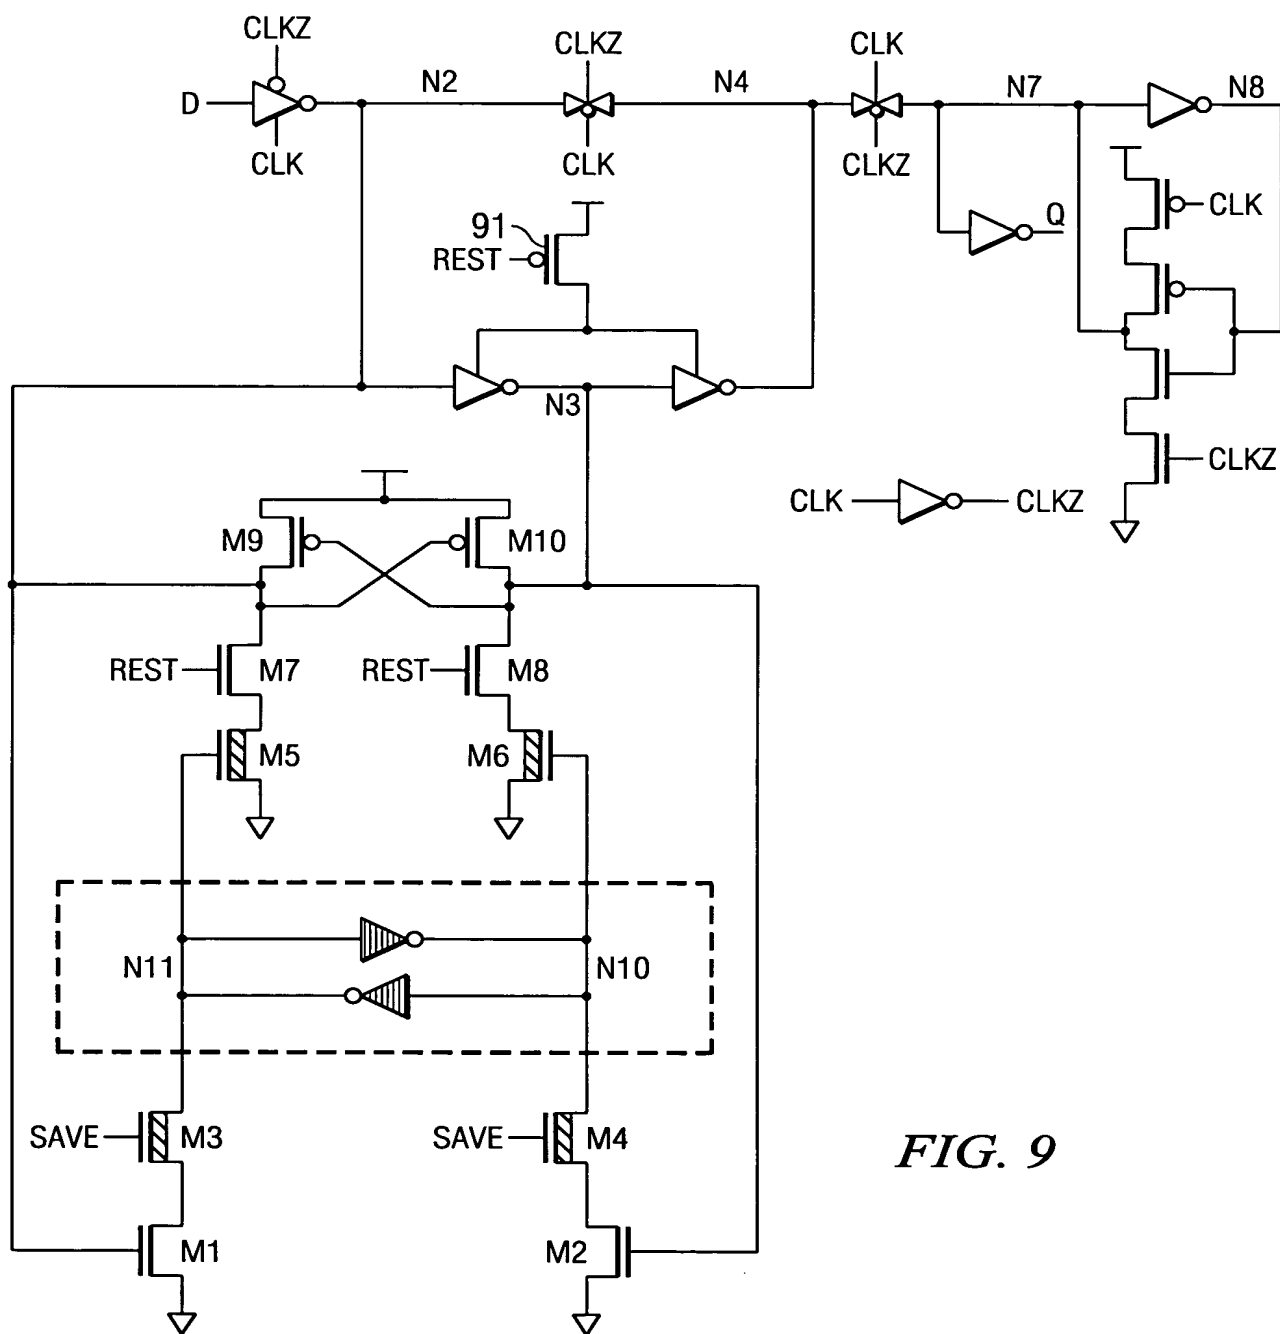 CLKZ
CLKZ
CLK
D
N2
N4
N7
N8
CLK
CLK
CLKZ
91
REST
Q
CLK
N3
CLKZ
CLK
CLKZ
M9
M10
REST
M7
REST
M8
M5
M6
N11
N10
SAVE
M3
SAVE
M4
M1
M2
FIG. 9